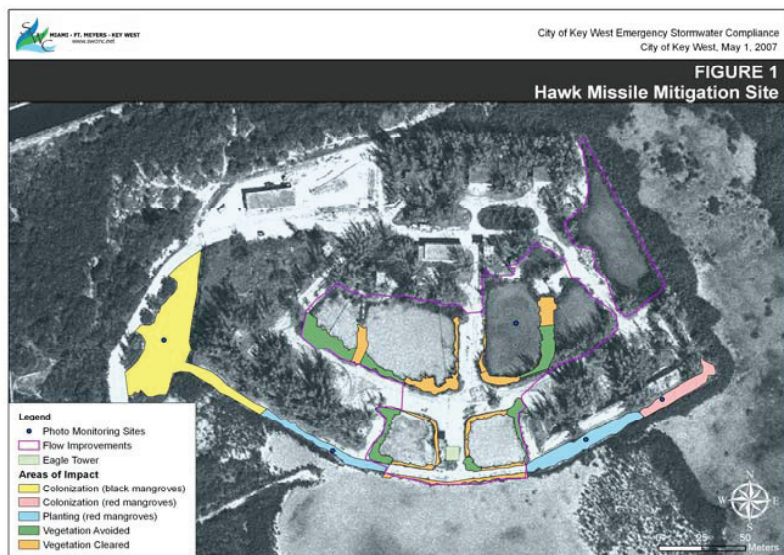 SWC
MIAMI - FT. MEYERS - KEY WEST
www.swcinc.net
City of Key West Emergency Stormwater Compliance
City of Key West, May 1, 2007
FIGURE 1
Hawk Missile Mitigation Site
Legend
Photo Monitoring Sites
Flow Improvements
Eagle Tower
Areas of Impact
Colonization (black mangroves)
Colonization (red mangroves)
Planting (red mangroves)
Vegetation Avoided
Vegetation Cleared
N
W E
S
0 25 50
Meters